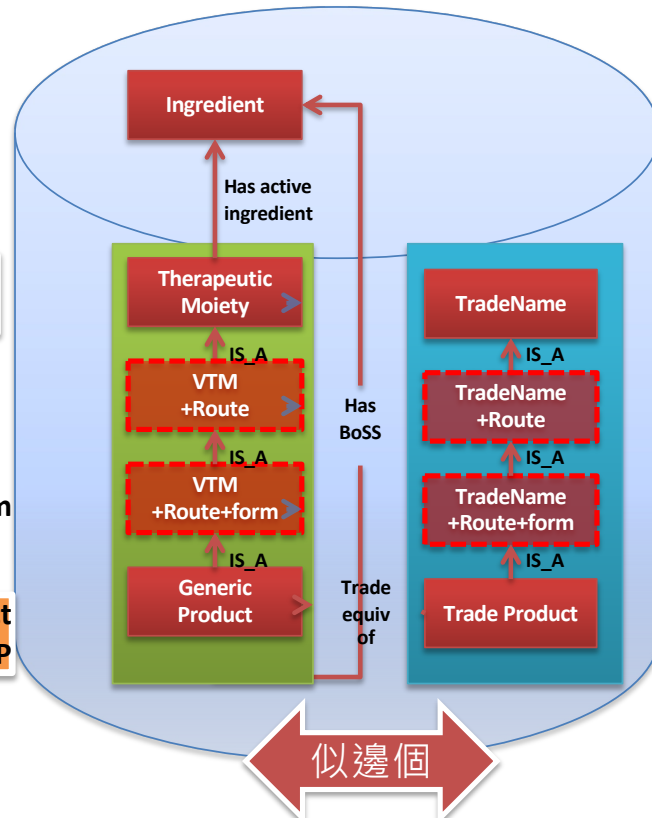 Ingredient
Has active
ingredient
Therapeutic
Moiety
IS_A
VTM
+Route
IS_A
VTM
+Route+form
IS_A
Generic
Product
Has
BoSS
Trade
equiv
of
TradeName
IS_A
TradeName
+Route
IS_A
TradeName
+Route+form
IS_A
Trade Product
似邊個